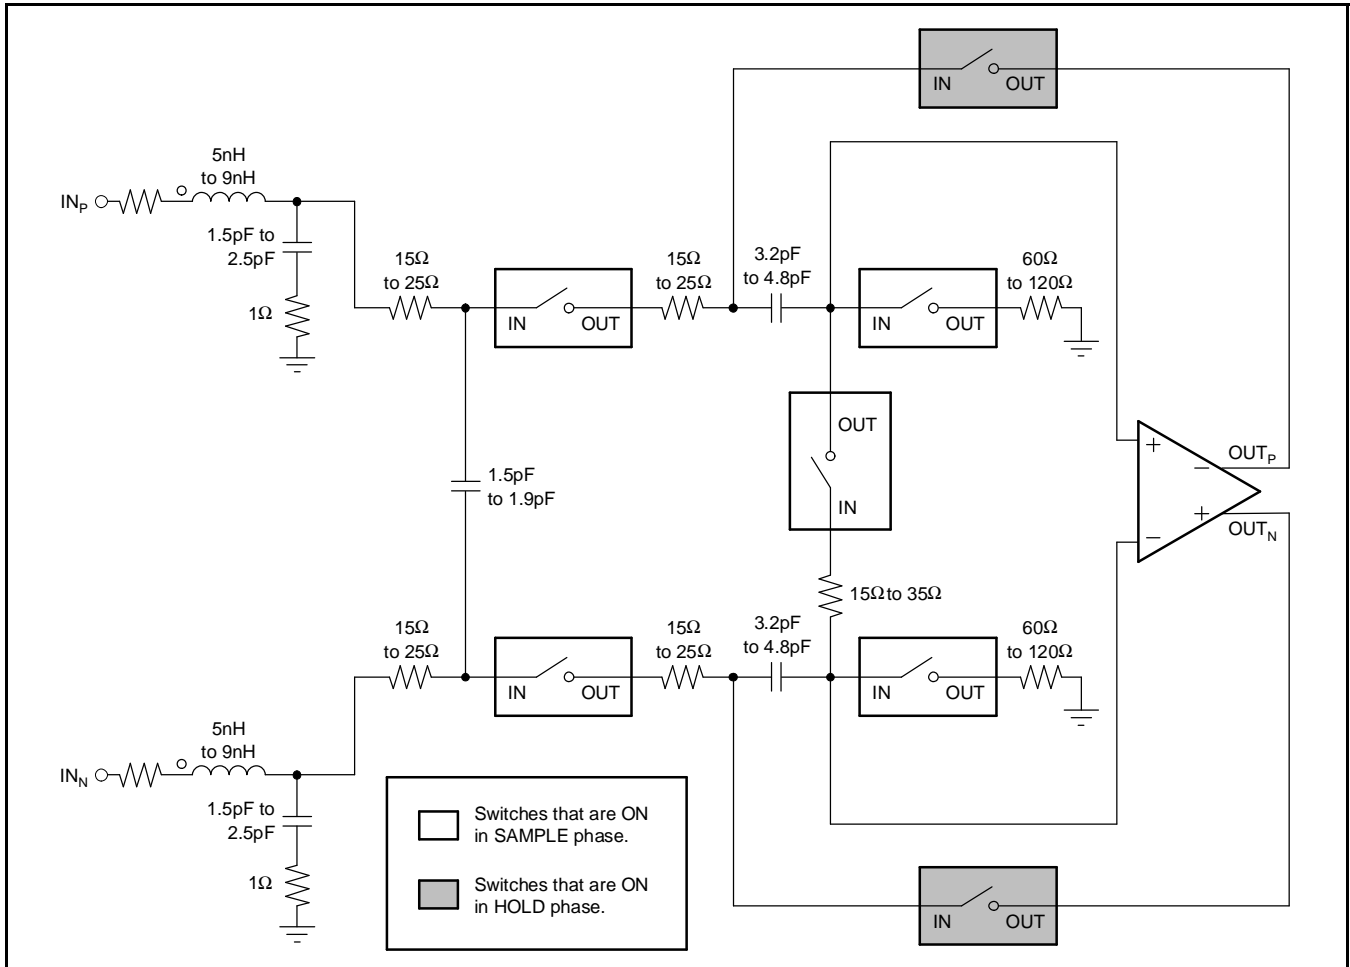 IN OUT
5nH
to 9nH
INP
1.5pF to
2.5pF
1Ω
15Ω
to 25Ω
IN OUT
15Ω
to 25Ω
3.2pF
to 4.8pF
IN OUT
60Ω
to 120Ω
OUT
IN
1.5pF
to 1.9pF
+
−
−
+
OUTP
OUTN
15Ω to 35Ω
15Ω
to 25Ω
IN OUT
15Ω
to 25Ω
3.2pF
to 4.8pF
IN OUT
60Ω
to 120Ω
5nH
to 9nH
INN
1.5pF to
2.5pF
1Ω
Switches that are ON
in SAMPLE phase.
Switches that are ON
in HOLD phase.
IN OUT